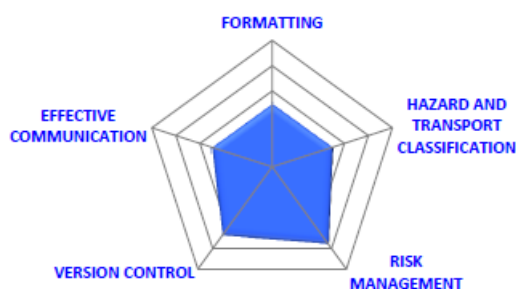 FORMATTING
HAZARD AND
TRANSPORT
CLASSIFICATION
RISK
MANAGEMENT
VERSION CONTROL
EFFECTIVE
COMMUNICATION